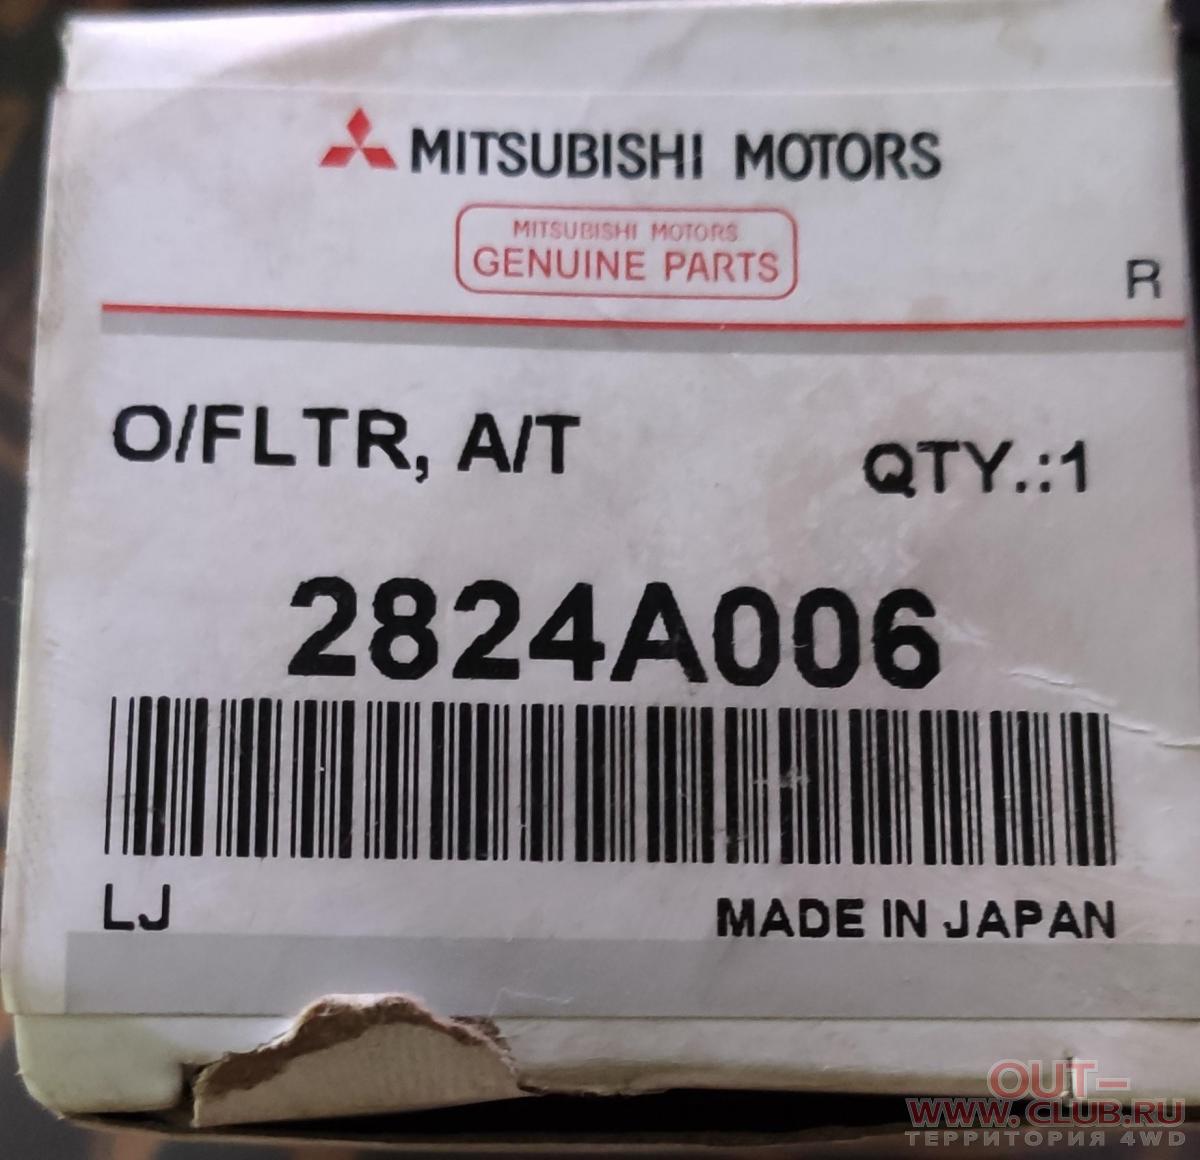 MITSUBISHI MOTORS
MITSUBISHI MOTORS
GENUINE PARTS
R
O/FLTR, A/T QTY.:1
2824A006
LJ MADE IN JAPAN
OUT-
WWW.CLUB.RU
ТЕРРИТОРИЯ 4WD